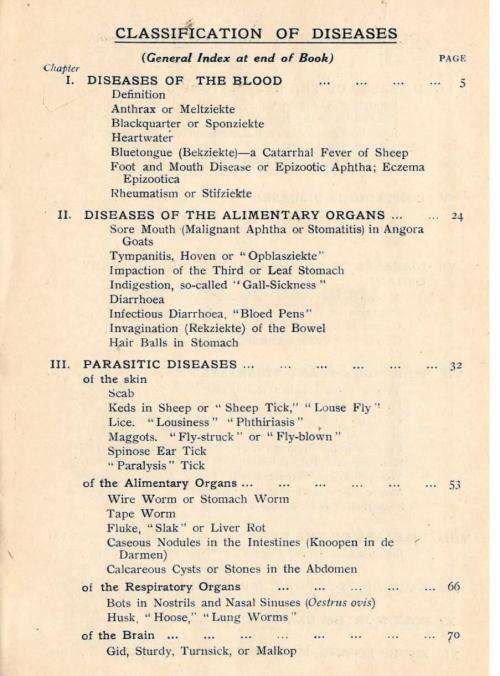 CLASSIFICATION OF DISEASES
(General Index at end of Book) PAGE
Chapter
I. DISEASES OF THE BLOOD ... ... ... ... 5
Definition
Anthrax or Meltziekte
Blackquarter or Sponziekte
Heartwater
Bluetongue (Bekziekte)—a Catarrhal Fever of Sheep
Foot and Mouth Disease or Epizootic Aphtha; Eczema
Epizootica
Rheumatism or Stifziekte
II. DISEASES OF THE ALIMENTARY ORGANS ... ... 24
Sore Mouth (Malignant Aphtha or Stomatitis) in Angora
Goats
Tympanitis, Hoven or "Opblasziekte"
Impaction of the Third or Leaf Stomach
Indigestion, so-called "Gall-Sickness"
Diarrhoea
Infectious Diarrhoea, "Bloed Pens"
Invagination (Rekziekte) of the Bowel
Hair Balls in Stomach
III. PARASITIC DISEASES ... ... ... ... ... ... 32
of the skin
Scab
Keds in Sheep or "Sheep Tick," "Louse Fly"
Lice. "Lousiness" "Phthiriasis"
Maggots. "Fly-struck" or "Fly-blown"
Spinose Ear Tick
"Paralysis" Tick
of the Alimentary Organs ... ... ... ... ... ... 53
Wire Worm or Stomach Worm
Tape Worm
Fluke, "Slak" or Liver Rot
Caseous Nodules in the Intestines (Knoopen in de
Darmen)
Calcareous Cysts or Stones in the Abdomen
of the Respiratory Organs ... ... ... ... ... 66
Bots in Nostrils and Nasal Sinuses (Oestrus ovis)
Husk, "Hoose," "Lung Worms"
of the Brain ... ... ... ... ... ... ... 70
Gid, Sturdy, Turnsick, or Malkop